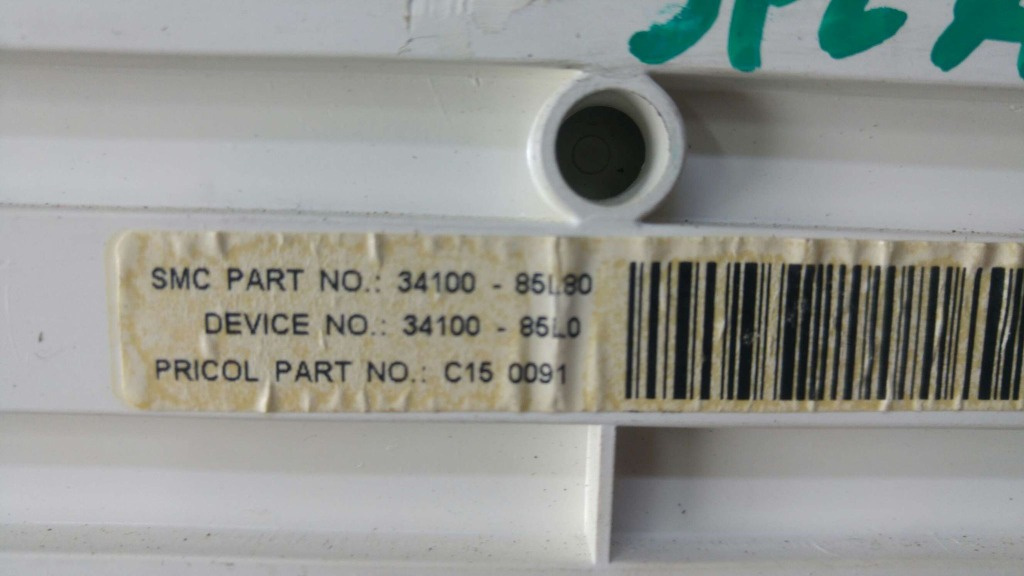 SMC PART NO.: 34100 - 85L80
DEVICE NO.: 34100 - 85L0
PRICOL PART NO.: C15 0091